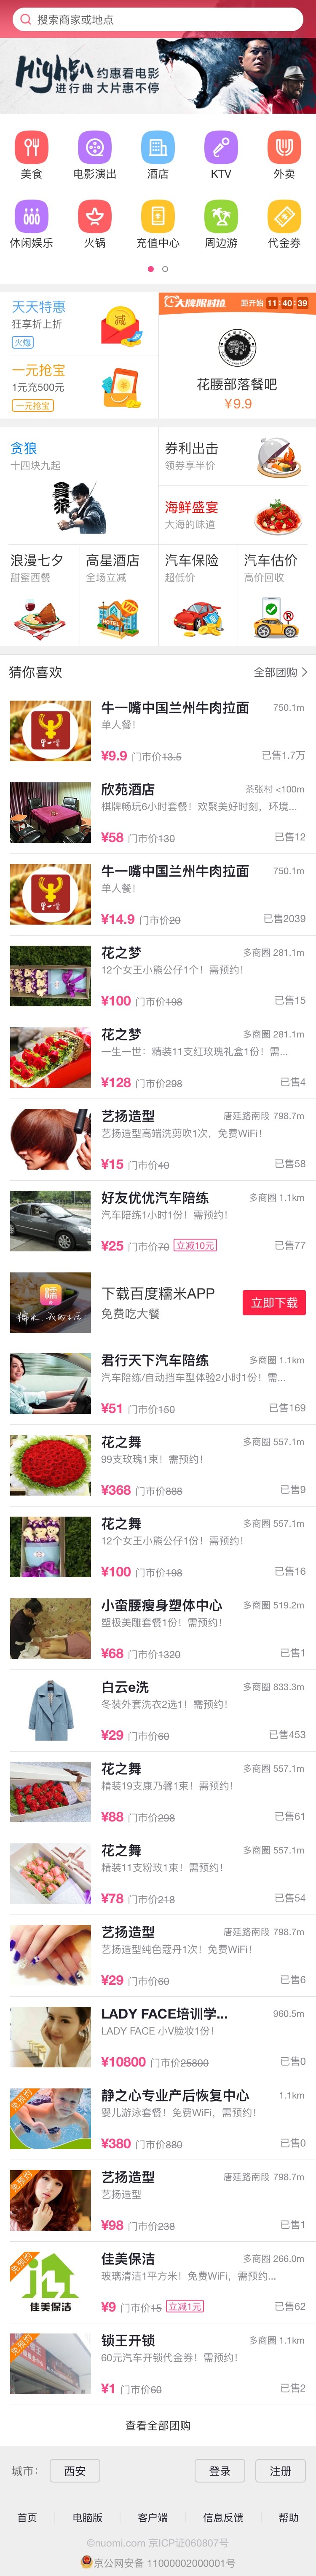 搜索商家或地点
High趴 约惠看电影
进行曲 大片惠不停
美食 电影演出 酒店 KTV 外卖
休闲娱乐 火锅 充值中心 周边游 代金券
天天特惠
狂享折上折
火爆
减
一元抢宝
1元充500元
一元抢宝
大牌限时抢 距开始 11 40 39
花腰部落餐吧
¥9.9
贪狼
十四块九起
贪狼
券利出击
领券享半价
海鲜盛宴
大海的味道
浪漫七夕 高星酒店 汽车保险 汽车估价
甜蜜西餐 全场立减 超低价 高价回收
VIP
猜你喜欢 全部团购
牛一嘴中国兰州牛肉拉面 750.1m
单人餐！
¥9.9 门市价13.5 已售1.7万
欣苑酒店 茶张村 <100m
棋牌畅玩6小时套餐！欢聚美好时刻，环境...
¥58 门市价130 已售12
牛一嘴中国兰州牛肉拉面 750.1m
单人餐！
¥14.9 门市价20 已售2039
花之梦 多商圈 281.1m
12个女王小熊公仔1个！需预约！
¥100 门市价198 已售15
花之梦 多商圈 281.1m
一生一世：精装11支红玫瑰礼盒1份！需...
¥128 门市价298 已售4
艺扬造型 唐延路南段 798.7m
艺扬造型高端洗剪吹1次，免费WiFi！
¥15 门市价40 已售58
好友优优汽车陪练 多商圈 1.1km
汽车陪练1小时1份！需预约！
¥25 门市价70 立减10元 已售77
糯
糯米，我的生活！
下载百度糯米APP
免费吃大餐
立即下载
君行天下汽车陪练 多商圈 1.1km
汽车陪练/自动挡车型体验2小时1份！需...
¥51 门市价150 已售169
花之舞 多商圈 557.1m
99支玫瑰1束！需预约！
¥368 门市价888 已售9
花之舞 多商圈 557.1m
12个女王小熊公仔1份！需预约！
¥100 门市价198 已售16
小蛮腰瘦身塑体中心 多商圈 519.2m
塑极美雕套餐1份！需预约！
¥68 门市价1320 已售1
白云e洗 多商圈 833.3m
冬装外套洗衣2选1！需预约！
¥29 门市价60 已售453
花之舞 多商圈 557.1m
精装19支康乃馨1束！需预约！
¥88 门市价298 已售61
花之舞 多商圈 557.1m
精装11支粉玫1束！需预约！
¥78 门市价218 已售54
艺扬造型 唐延路南段 798.7m
艺扬造型纯色蔻丹1次！免费WiFi！
¥29 门市价60 已售6
LADY FACE培训学... 960.5m
LADY FACE 小V脸妆1份！
¥10800 门市价25800 已售0
免预约
静之心专业产后恢复中心 1.1km
婴儿游泳套餐！免费WiFi，需预约！
¥380 门市价880 已售0
免预约
艺扬造型 唐延路南段 798.7m
艺扬造型
¥98 门市价238 已售1
免预约
佳美保洁
佳美保洁 多商圈 266.0m
玻璃清洁1平方米！免费WiFi，需预约...
¥9 门市价15 立减1元 已售62
免预约
锁王开锁 多商圈 1.1km
60元汽车开锁代金券！需预约！
¥1 门市价60 已售2
查看全部团购
城市： 西安 登录 注册
首页 电脑版 客户端 信息反馈 帮助
©nuomi.com 京ICP证060807号
京公网安备 11000002000001号